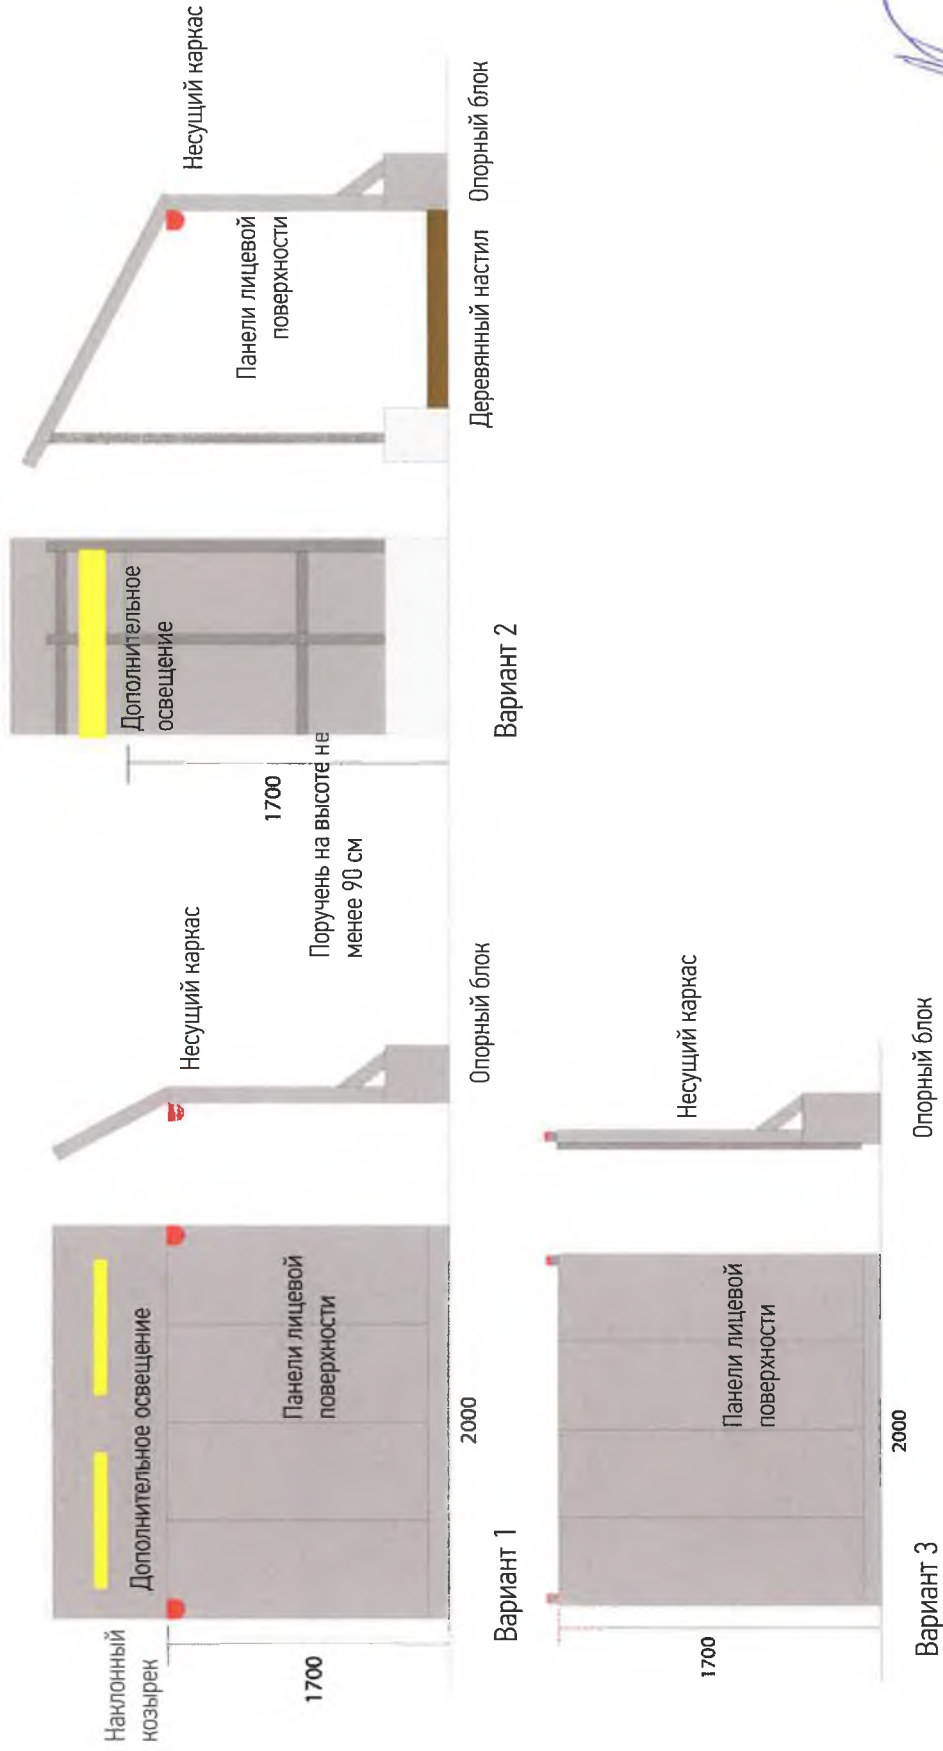 Наклонный
козырек
Дополнительное освещение
1700
Панели лицевой
поверхности
2000
Несущий каркас
Опорный блок
Вариант 1
Дополнительное
освещение
1700
Поручень на высоте не
менее 90 см
Вариант 2
Несущий каркас
Панели лицевой
поверхности
Деревянный настил
Опорный блок
1700
Панели лицевой
поверхности
2000
Несущий каркас
Опорный блок
Вариант 3